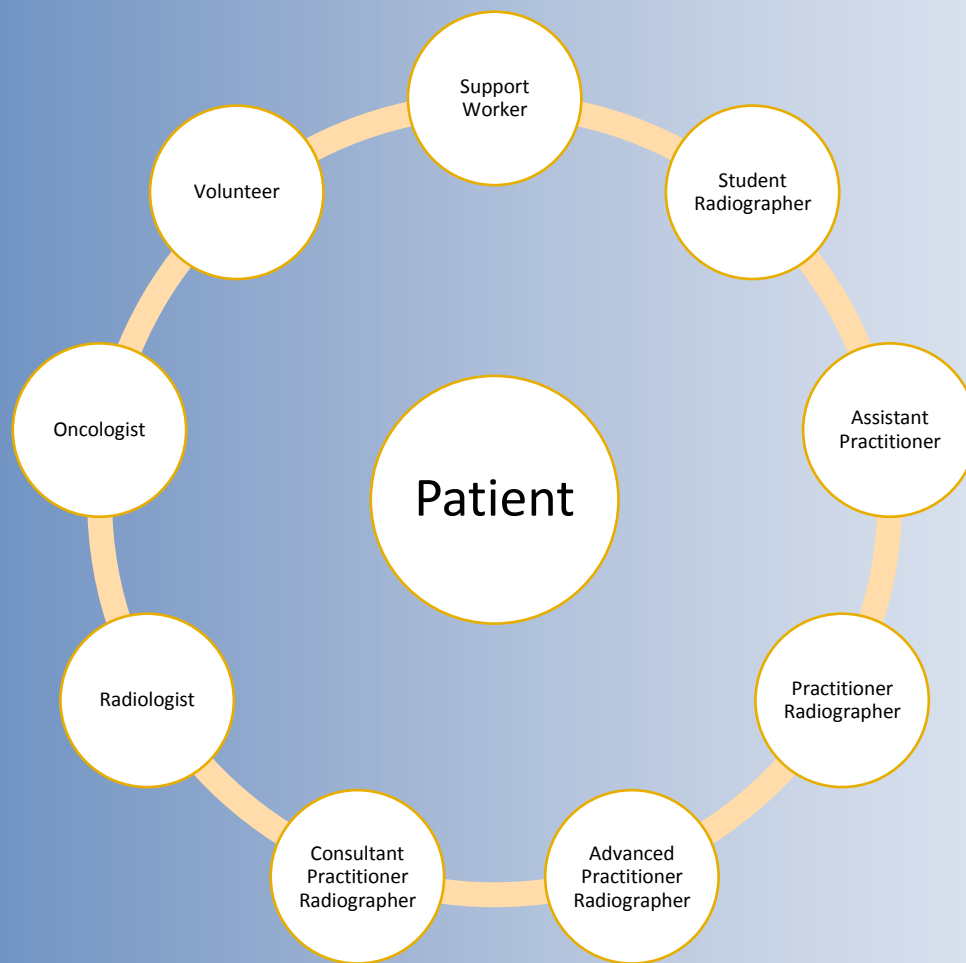 Support
Worker
Student
Radiographer
Assistant
Practitioner
Practitioner
Radiographer
Advanced
Practitioner
Radiographer
Consultant
Practitioner
Radiographer
Radiologist
Oncologist
Volunteer
Patient